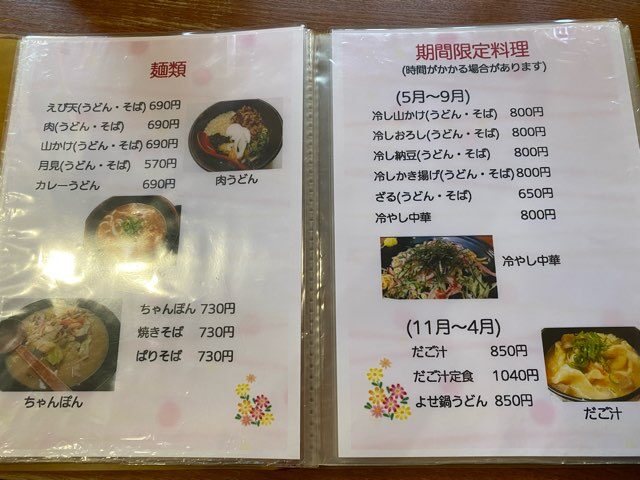 麺類
えび天(うどん・そば) 690円
肉(うどん・そば) 690円
山かけ(うどん・そば) 690円
月見(うどん・そば) 570円
カレーうどん 690円
肉うどん
ちゃんぽん 730円
焼きそば 730円
ぱりそば 730円
ちゃんぽん
期間限定料理
(時間がかかる場合があります)
(5月〜9月)
冷し山かけ(うどん・そば) 800円
冷しおろし(うどん・そば) 800円
冷し納豆(うどん・そば) 800円
冷しかき揚げ(うどん・そば) 800円
ざる(うどん・そば) 650円
冷やし中華 800円
冷やし中華
(11月〜4月)
だご汁 850円
だご汁定食 1040円
よせ鍋うどん 850円
だご汁